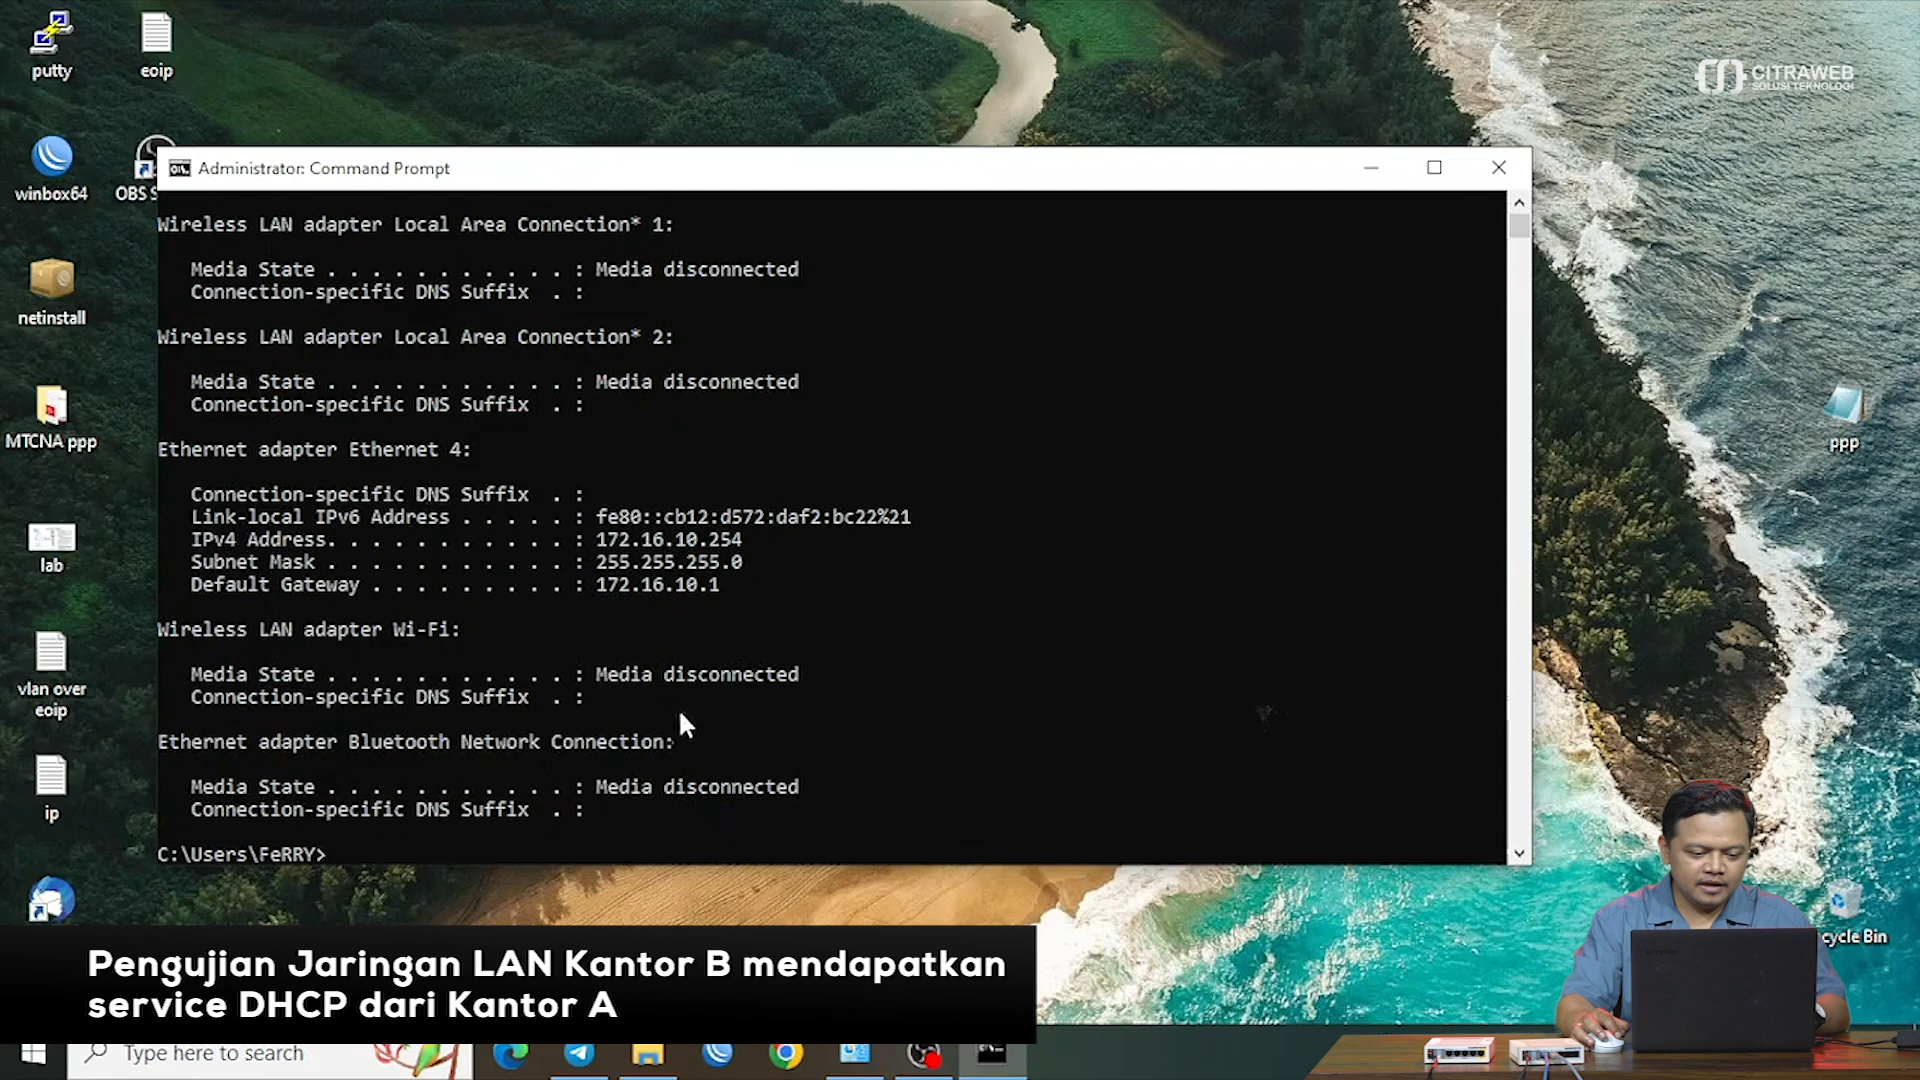 putty
eoip
CITRAWEB
SOLUSI TEKNOLOGI
winbox64
OBS S
netinstall
MTCNA ppp
lab
vlan over
eoip
ip
ppp
cycle Bin
Administrator: Command Prompt
Wireless LAN adapter Local Area Connection* 1:
Media State . . . . . . . . . . . : Media disconnected
Connection-specific DNS Suffix . :
Wireless LAN adapter Local Area Connection* 2:
Media State . . . . . . . . . . . : Media disconnected
Connection-specific DNS Suffix . :
Ethernet adapter Ethernet 4:
Connection-specific DNS Suffix . :
Link-local IPv6 Address . . . . . : fe80::cb12:d572:daf2:bc22%21
IPv4 Address. . . . . . . . . . . : 172.16.10.254
Subnet Mask . . . . . . . . . . . : 255.255.255.0
Default Gateway . . . . . . . . . : 172.16.10.1
Wireless LAN adapter Wi-Fi:
Media State . . . . . . . . . . . : Media disconnected
Connection-specific DNS Suffix . :
Ethernet adapter Bluetooth Network Connection:
Media State . . . . . . . . . . . : Media disconnected
Connection-specific DNS Suffix . :
C:\Users\FeRRY>
Pengujian Jaringan LAN Kantor B mendapatkan
service DHCP dari Kantor A
Type here to search